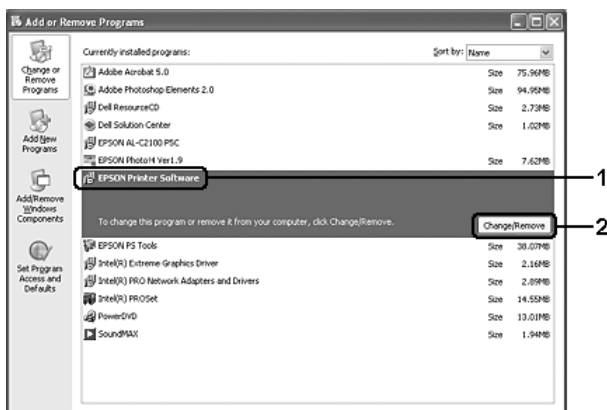 Add or Remove Programs
Change or
Remove
Programs
Add New
Programs
Add/Remove
Windows
Components
Set Program
Access and
Defaults
Currently installed programs: Sort by: Name
Adobe Acrobat 5.0 Size 75.96MB
Adobe Photoshop Elements 2.0 Size 94.95MB
Dell ResourceCD Size 2.73MB
Dell Solution Center Size 1.02MB
EPSON AL-C2100 PSC
EPSON PhotoM Ver1.9 Size 7.62MB
EPSON Printer Software 1
To change this program or remove it from your computer, click Change/Remove. Change/Remove 2
EPSON PS Tools Size 38.07MB
Intel(R) Extreme Graphics Driver Size 2.16MB
Intel(R) PRO Network Adapters and Drivers Size 2.89MB
Intel(R) PROSet Size 14.55MB
PowerDVD Size 13.01MB
SoundMAX Size 1.94MB